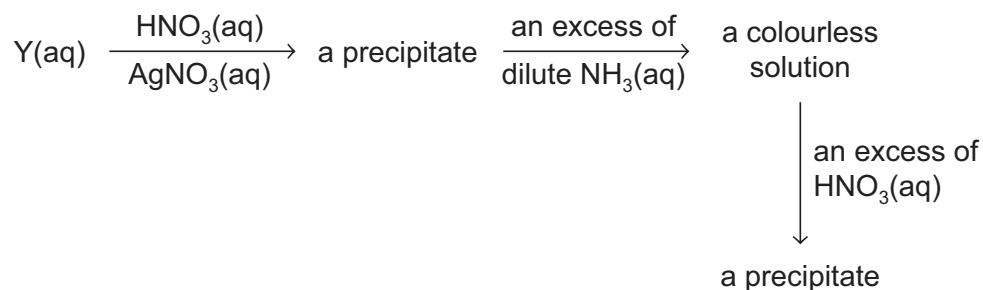 Y(aq)
HNO₃(aq)
AgNO₃(aq)
a precipitate
an excess of
dilute NH₃(aq)
a colourless
solution
an excess of
HNO₃(aq)
a precipitate